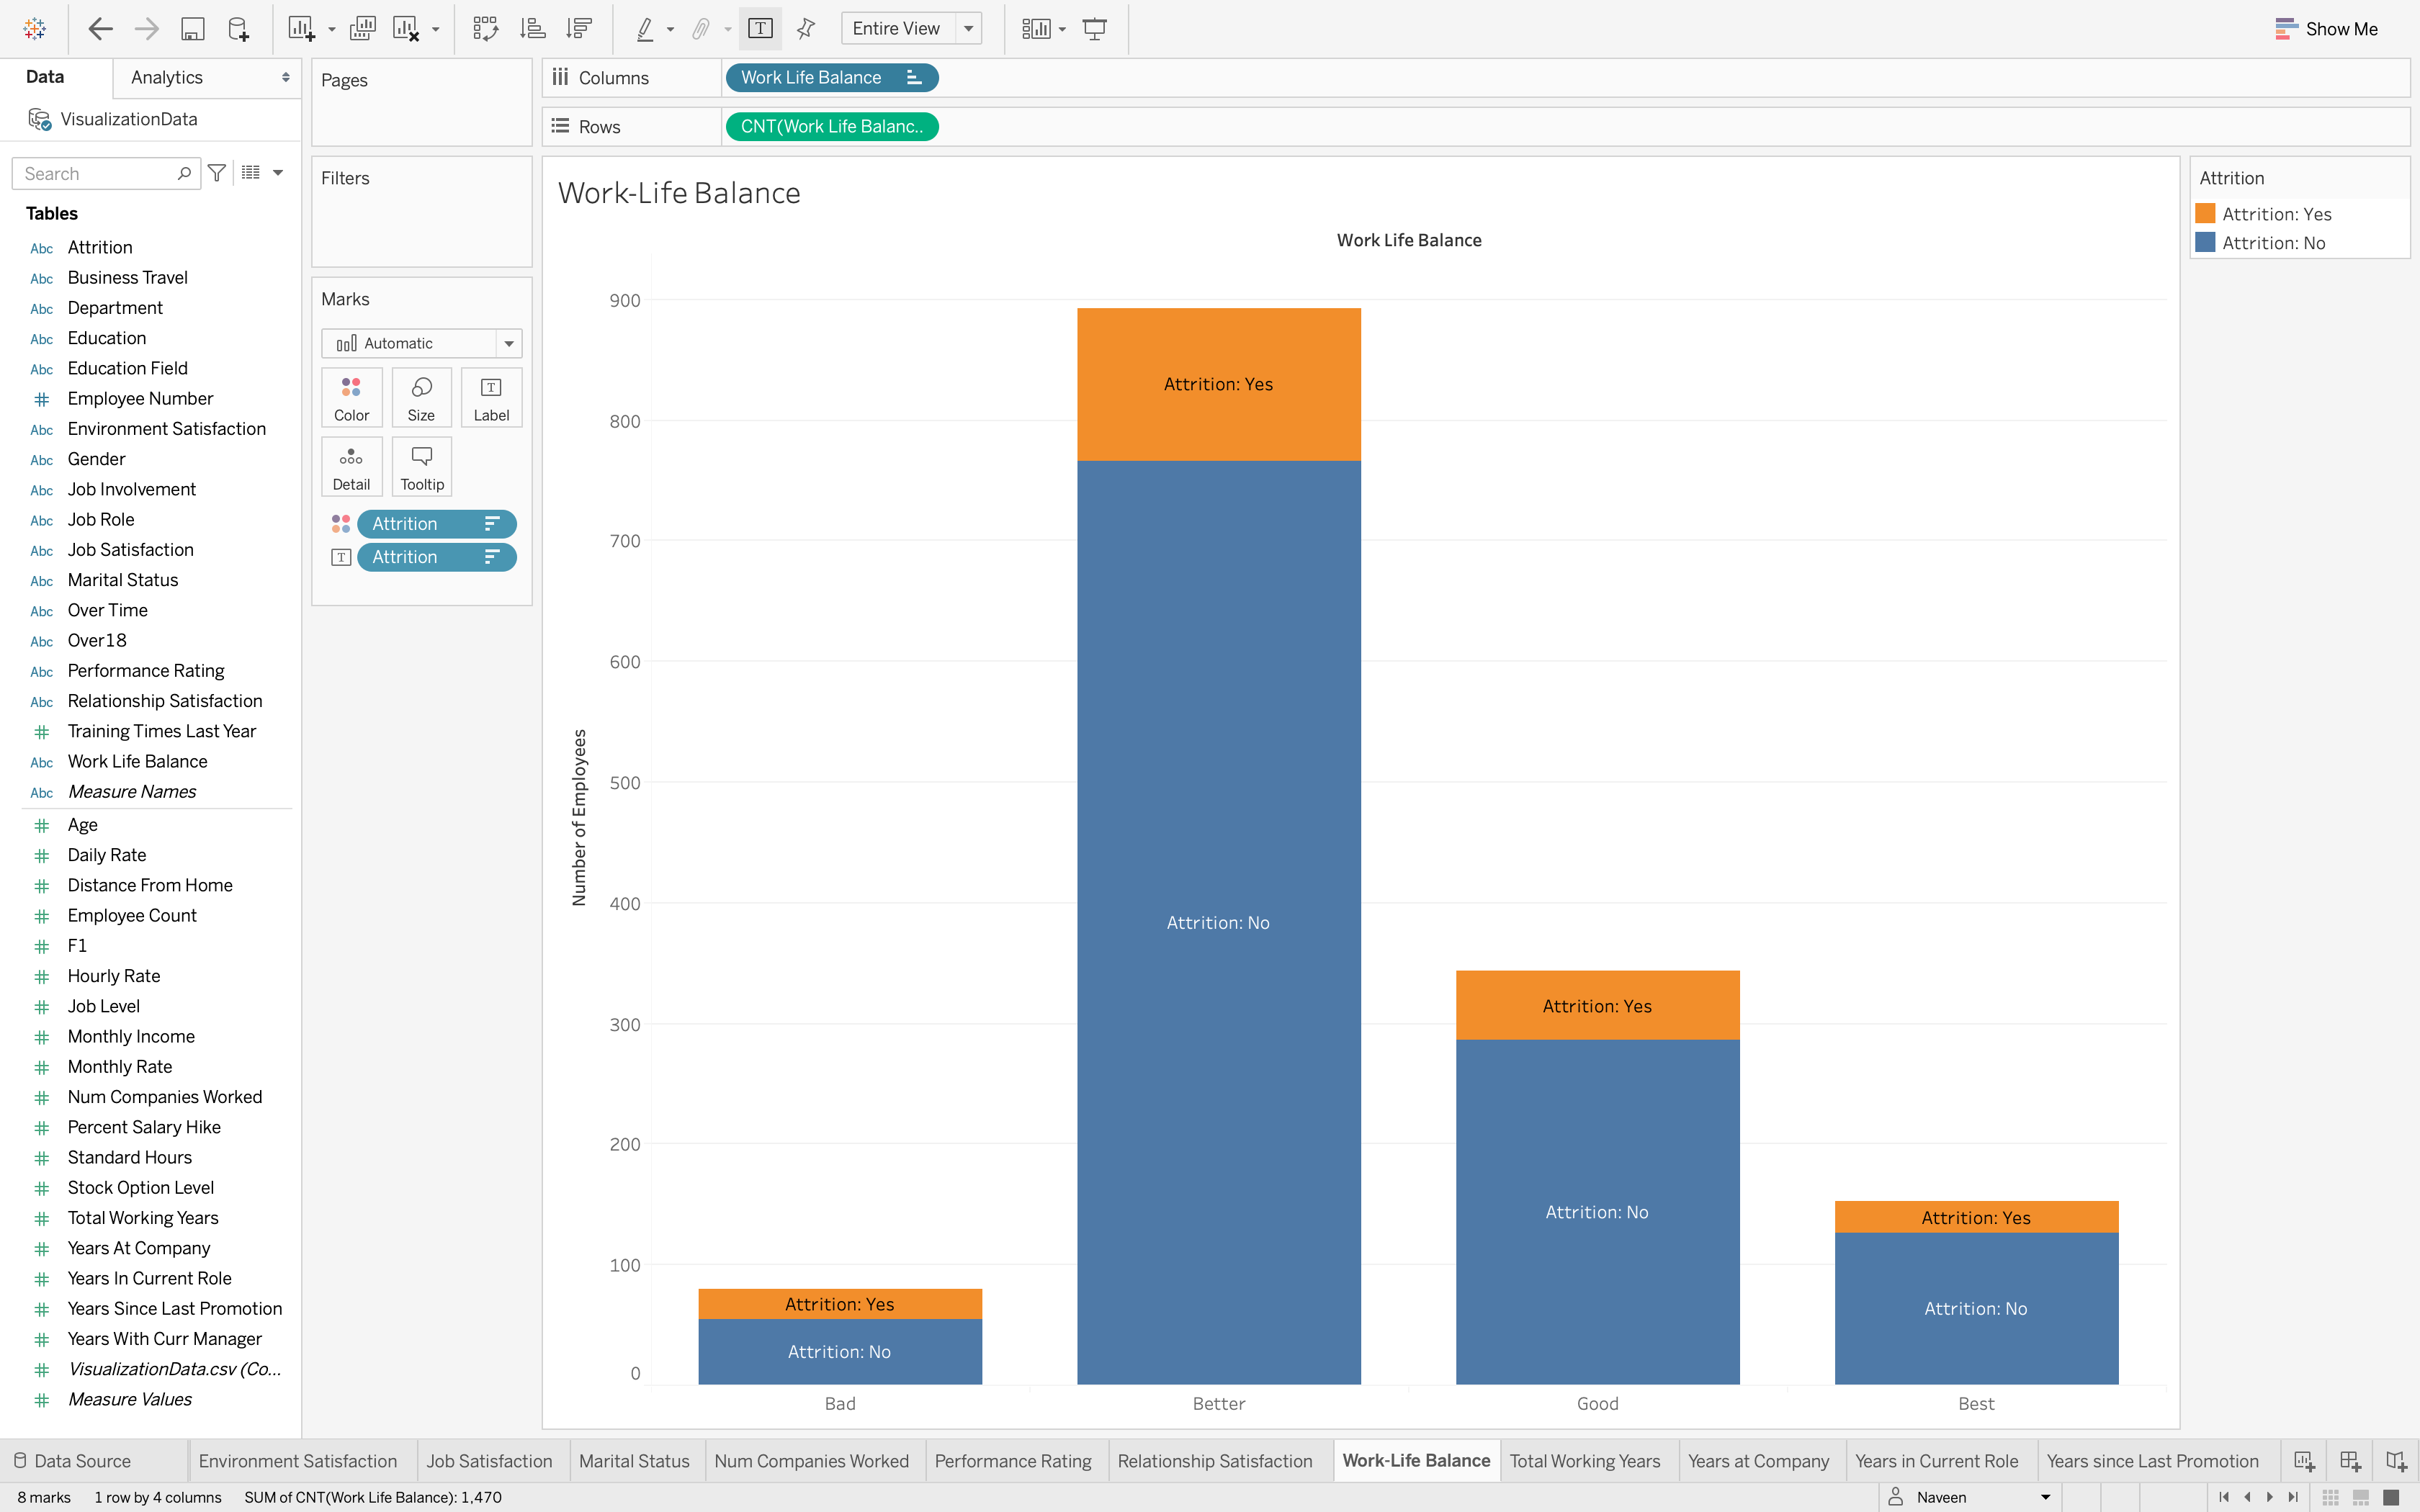 Entire View
Show Me
Data
Analytics
VisualizationData
Search
Tables
Abc Attrition
Abc Business Travel
Abc Department
Abc Education
Abc Education Field
# Employee Number
Abc Environment Satisfaction
Abc Gender
Abc Job Involvement
Abc Job Role
Abc Job Satisfaction
Abc Marital Status
Abc Over Time
Abc Over18
Abc Performance Rating
Abc Relationship Satisfaction
# Training Times Last Year
Abc Work Life Balance
Abc Measure Names
# Age
# Daily Rate
# Distance From Home
# Employee Count
# F1
# Hourly Rate
# Job Level
# Monthly Income
# Monthly Rate
# Num Companies Worked
# Percent Salary Hike
# Standard Hours
# Stock Option Level
# Total Working Years
# Years At Company
# Years In Current Role
# Years Since Last Promotion
# Years With Curr Manager
# VisualizationData.csv (Co...
# Measure Values
Pages
Filters
Marks
Automatic
Color
Size
T
Label
Detail
Tooltip
Attrition
T Attrition
Columns
Work Life Balance
Rows
CNT(Work Life Balanc..
Work-Life Balance
Work Life Balance
Number of Employees
900
800
700
600
500
400
300
200
100
0
Attrition: Yes
Attrition: No
Attrition: Yes
Attrition: No
Attrition: Yes
Attrition: No
Attrition: Yes
Attrition: No
Bad
Better
Good
Best
Attrition
Attrition: Yes
Attrition: No
Data Source
Environment Satisfaction
Job Satisfaction
Marital Status
Num Companies Worked
Performance Rating
Relationship Satisfaction
Work-Life Balance
Total Working Years
Years at Company
Years in Current Role
Years since Last Promotion
8 marks
1 row by 4 columns
SUM of CNT(Work Life Balance): 1,470
Naveen